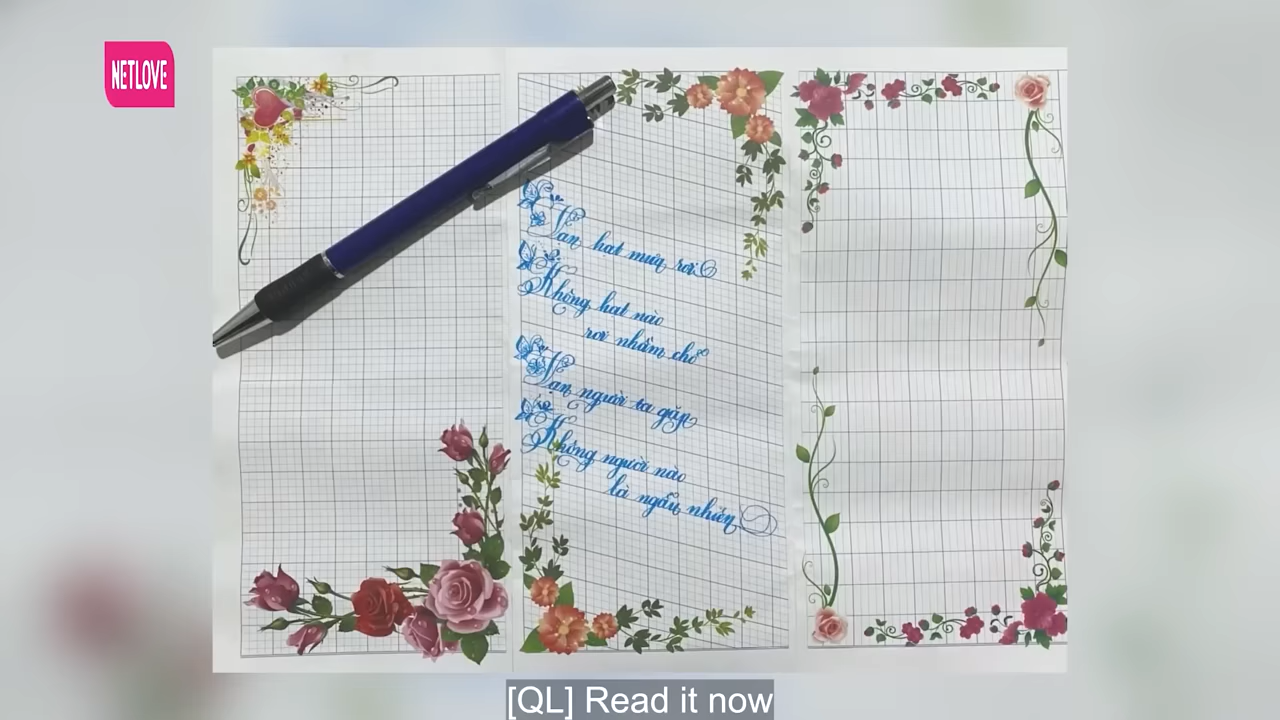 NETLOVE
Vạn hạt mưa rơi
Không hạt nào
rơi nhầm chỗ
Vạn người ta gặp
Không người nào
là ngẫu nhiên
[QL] Read it now